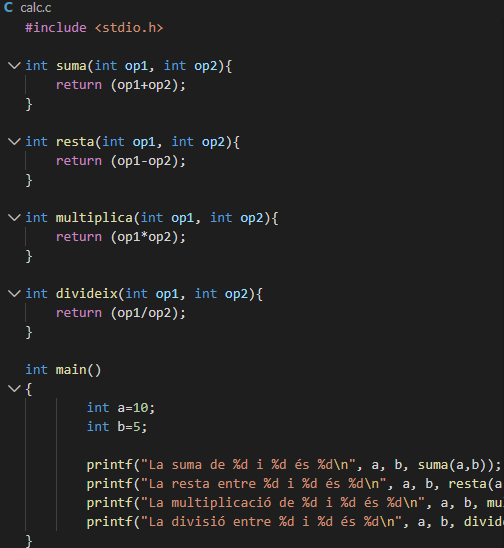 C calc.c
#include <stdio.h>
int suma(int op1, int op2){
return (op1+op2);
}
int resta(int op1, int op2){
return (op1-op2);
}
int multiplica(int op1, int op2){
return (op1*op2);
}
int divideix(int op1, int op2){
return (op1/op2);
}
int main()
{
int a=10;
int b=5;
printf("La suma de %d i %d és %d\n", a, b, suma(a,b));
printf("La resta entre %d i %d és %d\n", a, b, resta(a
printf("La multiplicació de %d i %d és %d\n", a, b, mu
printf("La divisió entre %d i %d és %d\n", a, b, divid
}